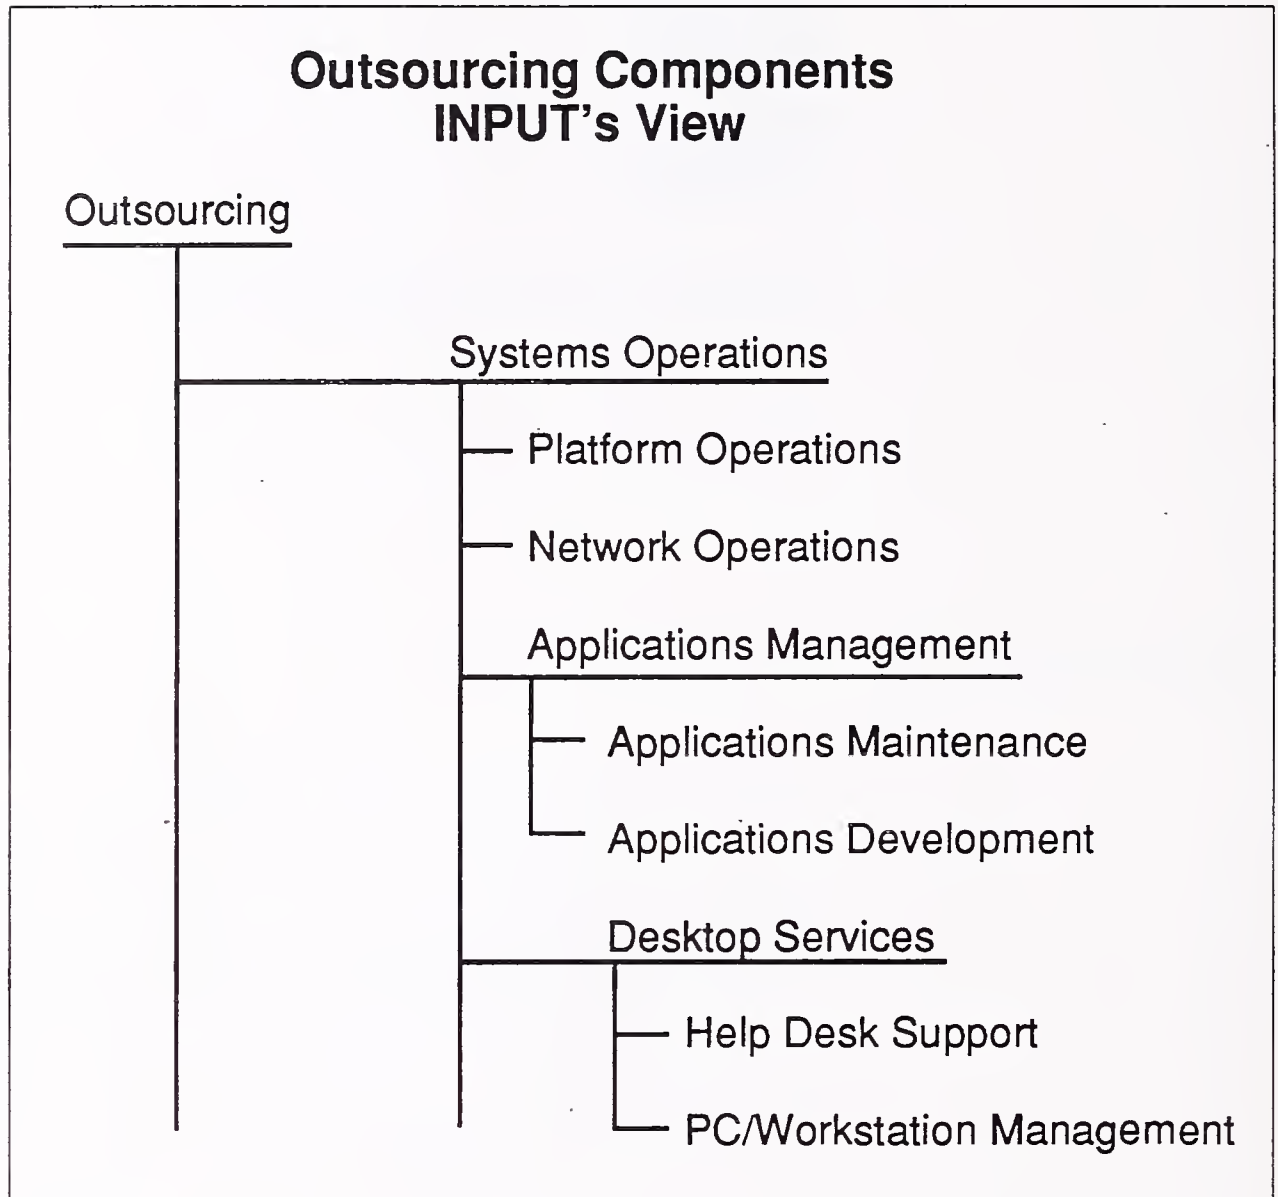 Outsourcing Components
INPUT's View
Outsourcing
Systems Operations
Platform Operations
Network Operations
Applications Management
Applications Maintenance
Applications Development
Desktop Services
Help Desk Support
PC/Workstation Management